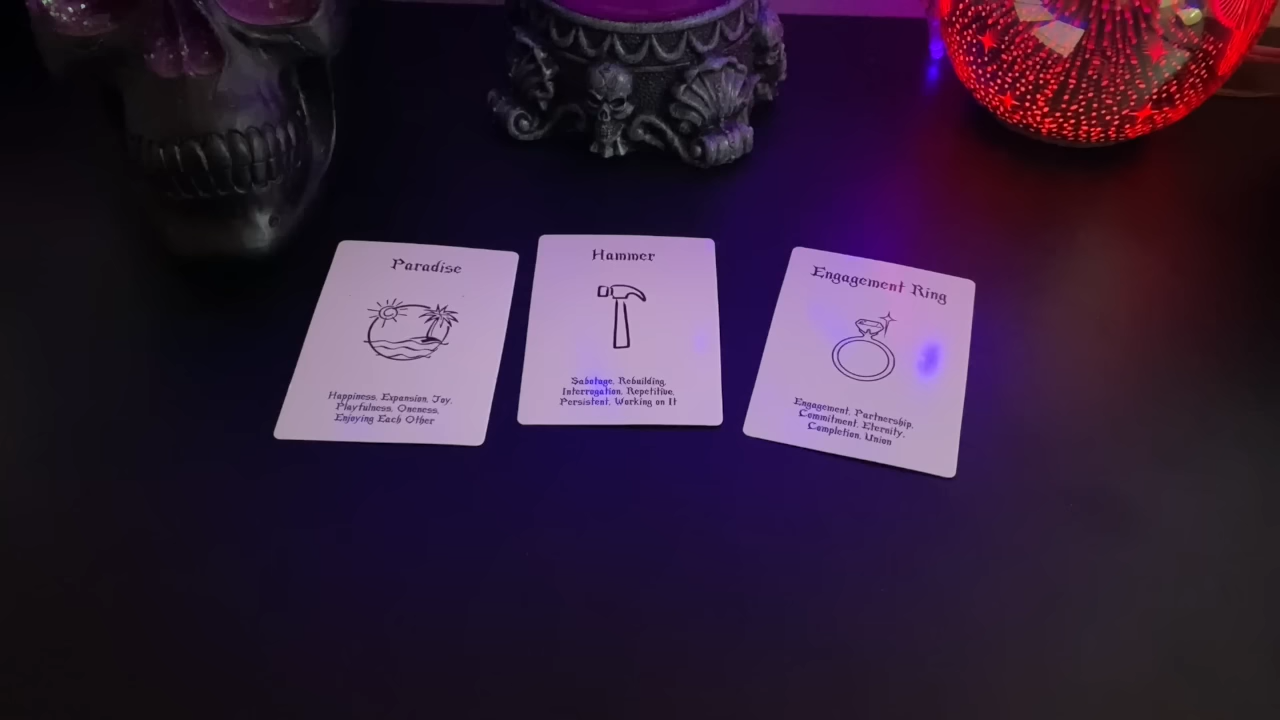 Paradise
Happiness, Expansion, Joy,
Playfulness, Oneness,
Enjoying Each Other
Hammer
Sabotage, Rebuilding,
Interrogation, Repetitive,
Persistent, Working on It
Engagement Ring
Engagement, Partnership,
Commitment, Eternity,
Completion, Union